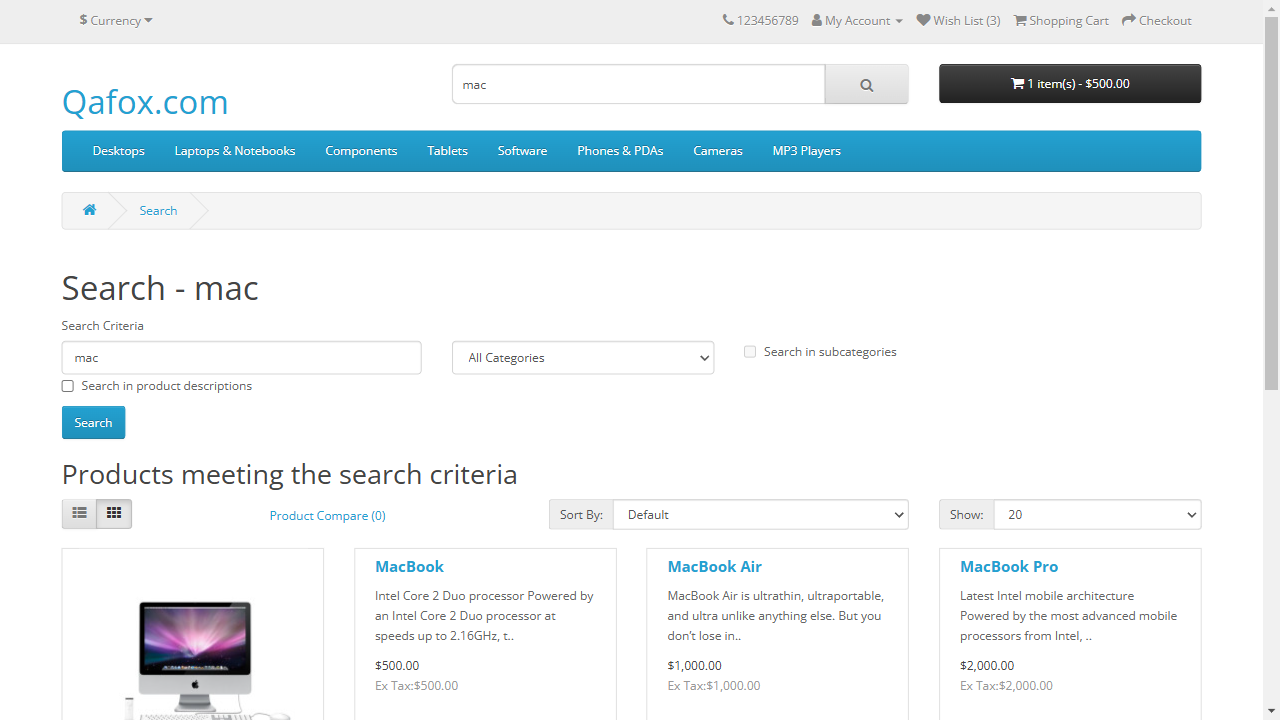 $ Currency
123456789 My Account Wish List (3) Shopping Cart Checkout
Qafox.com
mac
1 item(s) - $500.00
Desktops Laptops & Notebooks Components Tablets Software Phones & PDAs Cameras MP3 Players
Search
Search - mac
Search Criteria
mac
All Categories
Search in subcategories
Search in product descriptions
Search
Products meeting the search criteria
Product Compare (0)
Sort By: Default
Show: 20
MacBook
Intel Core 2 Duo processor Powered by
an Intel Core 2 Duo processor at
speeds up to 2.16GHz, t..
$500.00
Ex Tax:$500.00
MacBook Air
MacBook Air is ultrathin, ultraportable,
and ultra unlike anything else. But you
don't lose in..
$1,000.00
Ex Tax:$1,000.00
MacBook Pro
Latest Intel mobile architecture
Powered by the most advanced mobile
processors from Intel, ..
$2,000.00
Ex Tax:$2,000.00